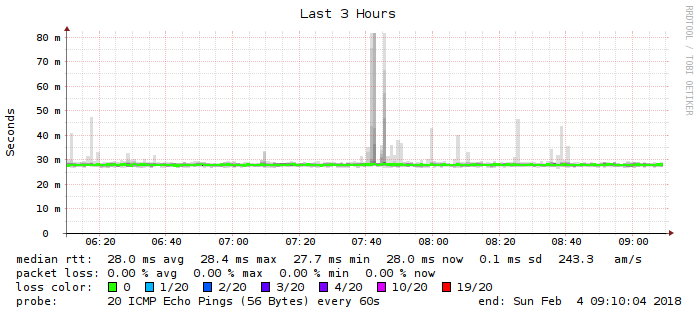 Last 3 Hours
RRDTOOL / TOBI OETIKER
Seconds
80 m
70 m
60 m
50 m
40 m
30 m
20 m
10 m
0
06:20 06:40 07:00 07:20 07:40 08:00 08:20 08:40 09:00
median rtt: 28.0 ms avg 28.4 ms max 27.7 ms min 28.0 ms now 0.1 ms sd 243.3 am/s
packet loss: 0.00 % avg 0.00 % max 0.00 % min 0.00 % now
loss color: 0 1/20 2/20 3/20 4/20 10/20 19/20
probe: 20 ICMP Echo Pings (56 Bytes) every 60s end: Sun Feb 4 09:10:04 2018